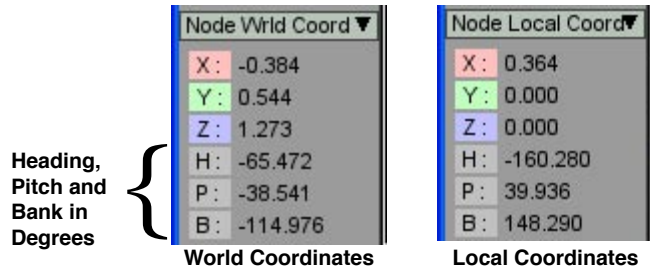 Node Wrld Coord ▼
X: -0.384
Y: 0.544
Z: 1.273
H: -65.472
P: -38.541
B: -114.976
Heading,
Pitch and
Bank in
Degrees
World Coordinates
Node Local Coord▼
X: 0.364
Y: 0.000
Z: 0.000
H: -160.280
P: 39.936
B: 148.290
Local Coordinates